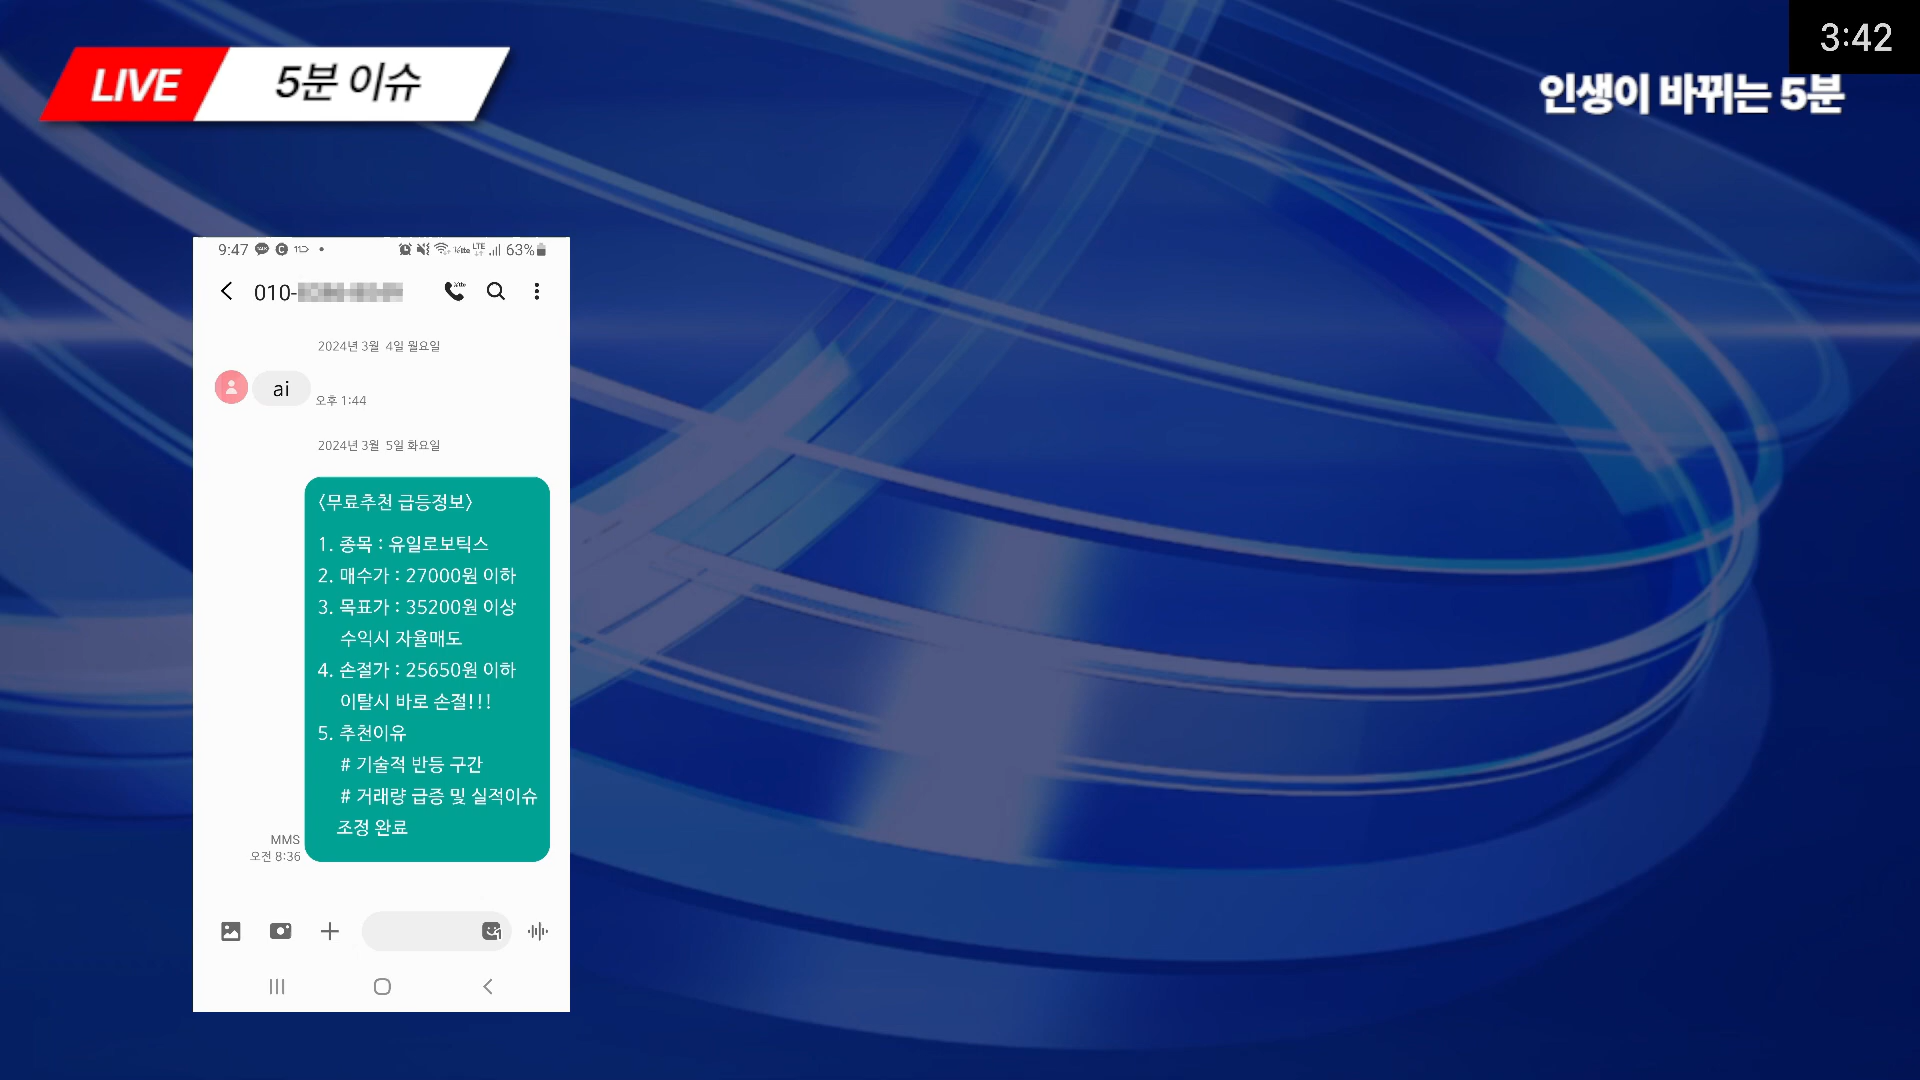 LIVE 5분 이슈
3:42
인생이 바뀌는 5분
9:47 63%
010-
2024년 3월 4일 월요일
ai
오후 1:44
2024년 3월 5일 화요일
<무료추천 급등정보>
1. 종목 : 유일로보틱스
2. 매수가 : 27000원 이하
3. 목표가 : 35200원 이상
수익시 자율매도
4. 손절가 : 25650원 이하
이탈시 바로 손절!!!
5. 추천이유
# 기술적 반등 구간
# 거래량 급증 및 실적이슈
조정 완료
MMS
오전 8:36